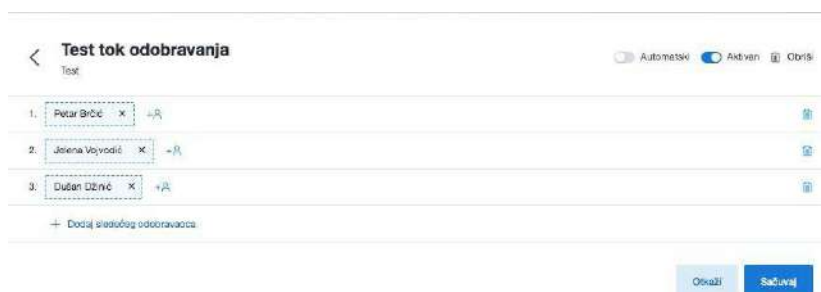 Test tok odobravanja
Test
Automatski Aktivan Obriši
1. Petar Brčić × +
2. Jelena Vojvodić × +
3. Dušan Džinić × +
+ Dodaj sledećeg odobravaoca
Otkaži Sačuvaj